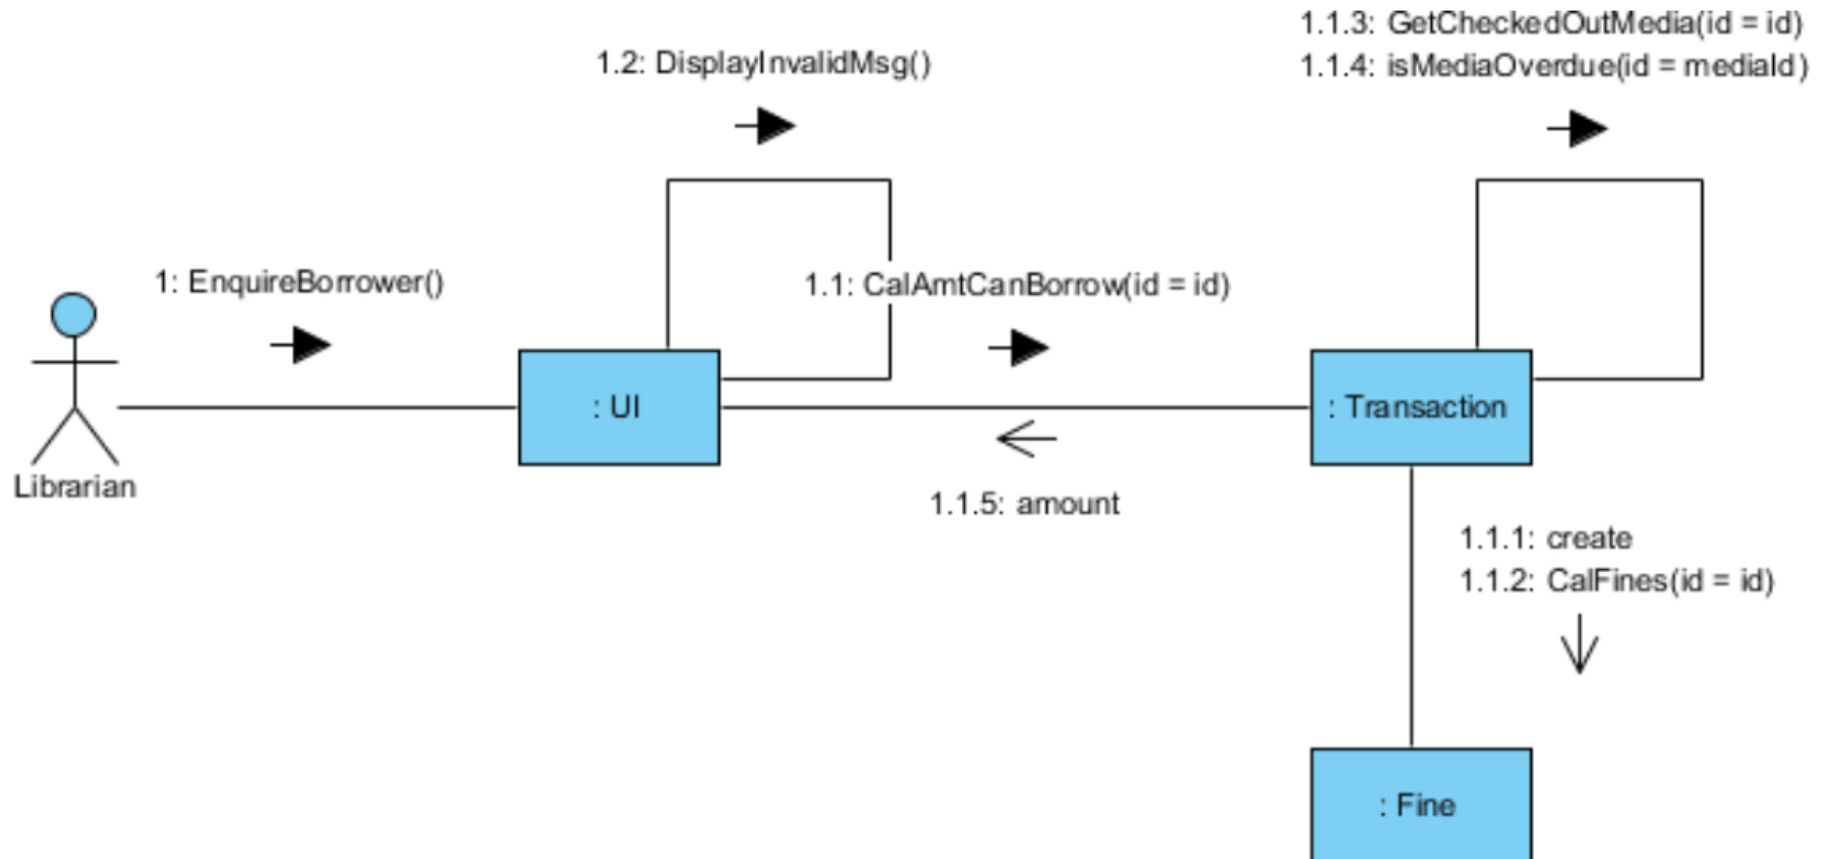 1.1.3: GetCheckedOutMedia(id = id)
1.1.4: isMediaOverdue(id = mediaId)
1.2: DisplayInvalidMsg()
1: EnquireBorrower()
1.1: CalAmtCanBorrow(id = id)
: UI
: Transaction
Librarian
1.1.5: amount
1.1.1: create
1.1.2: CalFines(id = id)
: Fine